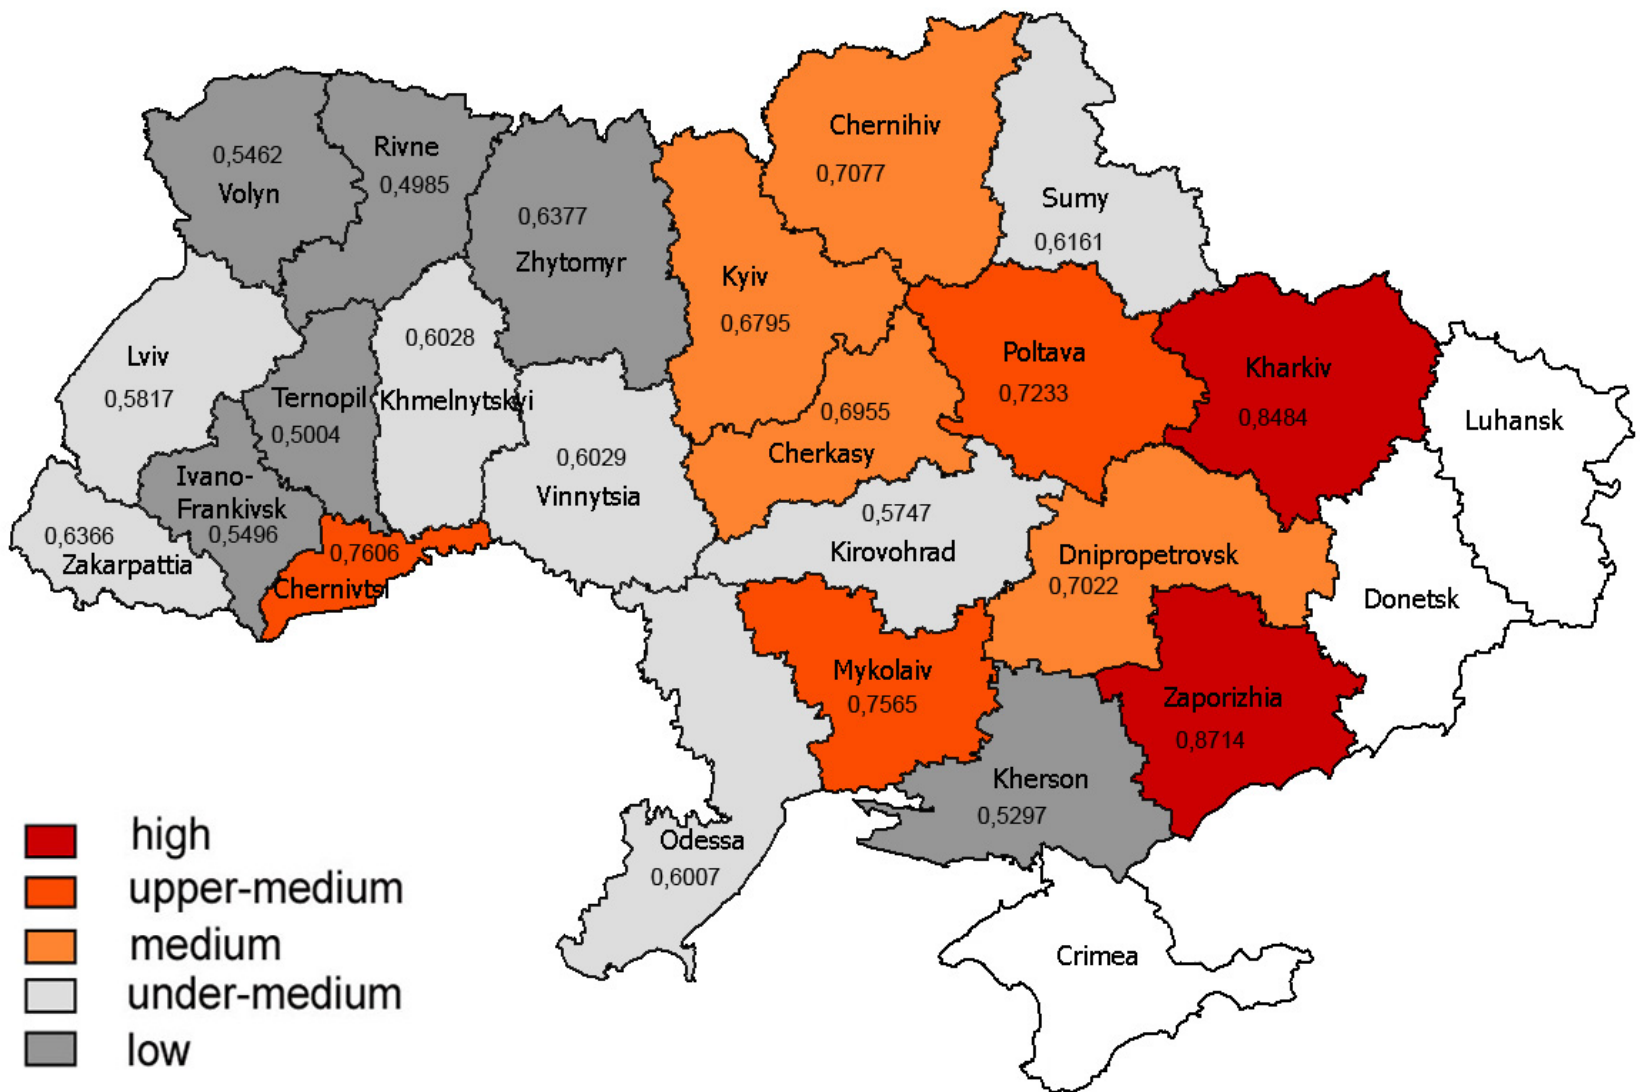 Chernihiv
0,7077
Rivne
0,4985
0,5462
Volyn
Sumy
0,6161
0,6377
Zhytomyr
Kyiv
0,6795
0,6028
Khmelnytskyi
Lviv
0,5817
Poltava
0,7233
Kharkiv
0,8484
Ternopil
0,5004
0,6955
Cherkasy
Luhansk
0,6029
Vinnytsia
Ivano-
Frankivsk
0,5496
0,5747
Kirovohrad
0,6366
Zakarpattia
0,7606
Chernivtsi
Dnipropetrovsk
0,7022
Donetsk
Mykolaiv
0,7565
Zaporizhia
0,8714
Kherson
0,5297
Odessa
0,6007
Crimea
high
upper-medium
medium
under-medium
low